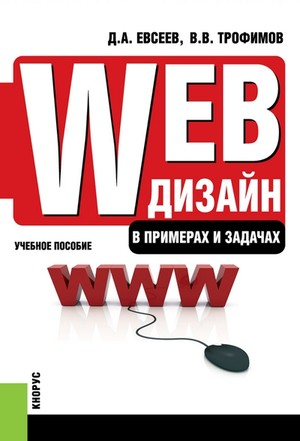 Д.А. ЕВСЕЕВ, В.В. ТРОФИМОВ
WEB
ДИЗАЙН
В ПРИМЕРАХ И ЗАДАЧАХ
УЧЕБНОЕ ПОСОБИЕ
WWW
КНОРУС